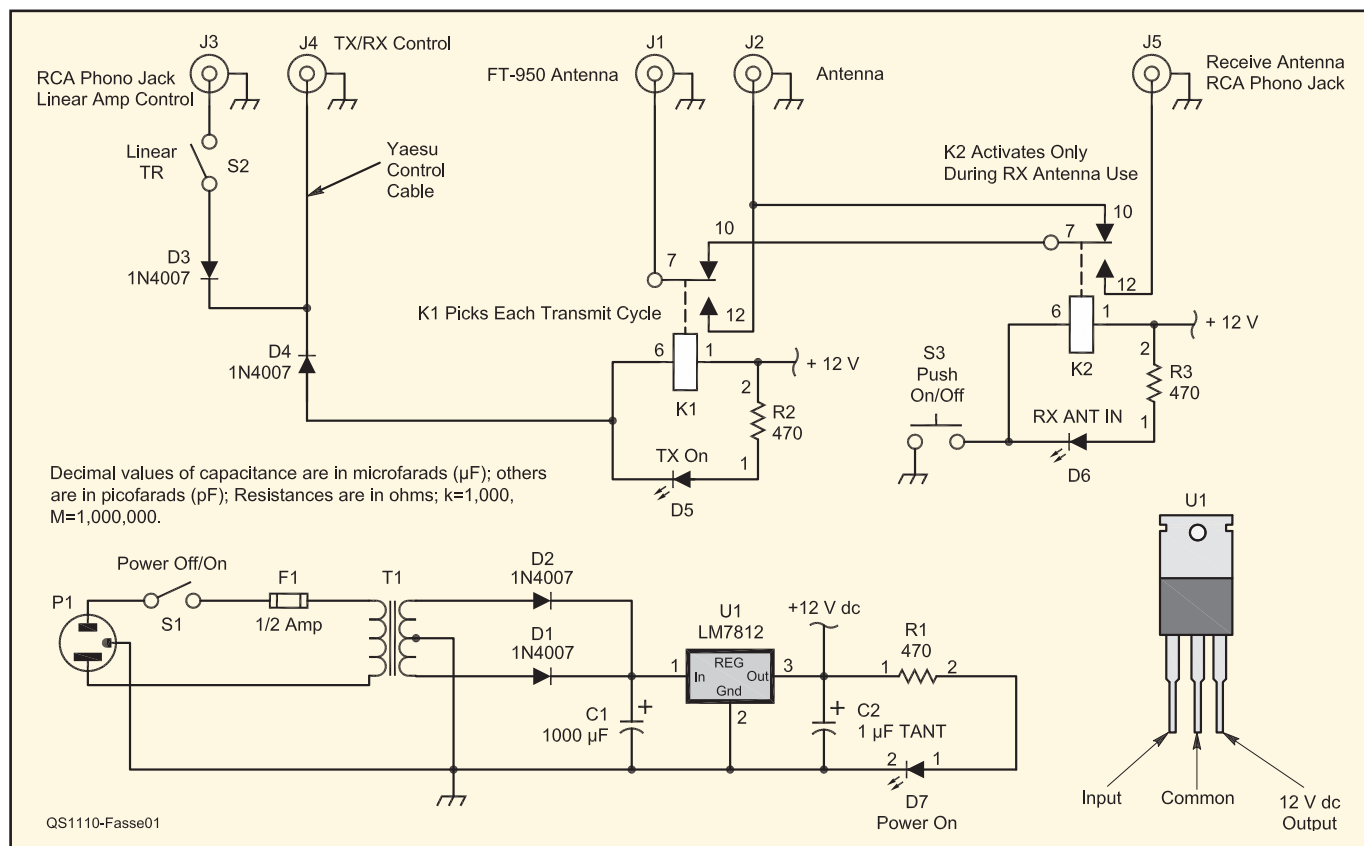 J3
J4
TX/RX Control
J1
J2
J5
RCA Phono Jack
Linear Amp Control
FT-950 Antenna
Antenna
Receive Antenna
RCA Phono Jack
Linear
TR
S2
Yaesu
Control
Cable
K2 Activates Only
During RX Antenna Use
10
7
12
10
7
12
D3
1N4007
K1 Picks Each Transmit Cycle
D4
1N4007
6
1
K1
+ 12 V
2
R2
470
1
TX On
D5
S3
Push
On/Off
6
1
K2
+ 12 V
2
R3
470
1
RX ANT IN
D6
Decimal values of capacitance are in microfarads (µF); others
are in picofarads (pF); Resistances are in ohms; k=1,000,
M=1,000,000.
U1
Power Off/On
P1
S1
F1
1/2 Amp
T1
D2
1N4007
D1
1N4007
U1
LM7812
REG
In
Out
Gnd
1
3
2
+12 V dc
R1
470
1
2
C1
1000 µF
+
C2
1 µF TANT
+
2
1
D7
Power On
Input
Common
12 V dc
Output
QS1110-Fasse01